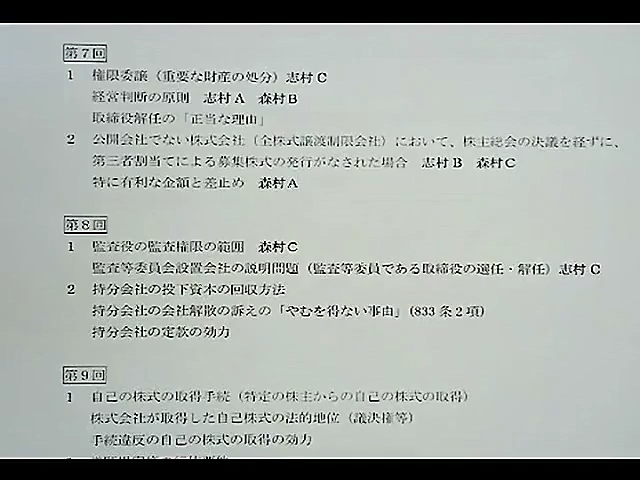 第7回
1 権限委譲（重要な財産の処分）志村C
経営判断の原則 志村A 森村B
取締役解任の「正当な理由」
2 公開会社でない株式会社（全株式譲渡制限会社）において、株主総会の決議を経ずに、
第三者割当てによる募集株式の発行がなされた場合 志村B 森村C
特に有利な金額と差止め 森村A
第8回
1 監査役の監査権限の範囲 森村C
監査等委員会設置会社の説明問題（監査等委員である取締役の選任・解任）志村C
2 持分会社の投下資本の回収方法
持分会社の会社解散の訴えの「やむを得ない事由」(833条2項)
持分会社の定款の効力
第9回
1 自己の株式の取得手続（特定の株主からの自己の株式の取得）
株式会社が取得した自己株式の法的地位（議決権等）
手続違反の自己の株式の取得の効力